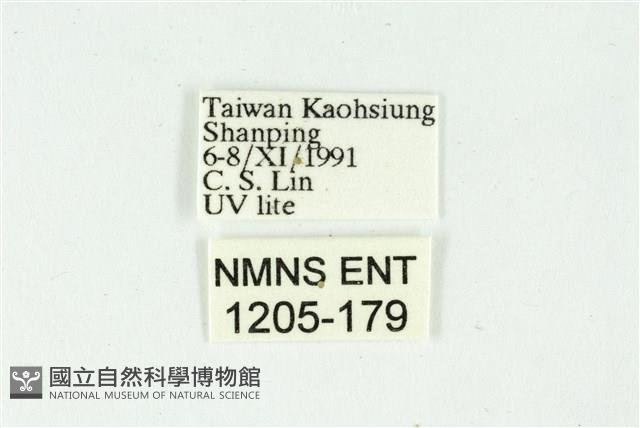 Taiwan Kaohsiung
Shanping
6-8/XI/1991
C. S. Lin
UV lite
NMNS ENT
1205-179
國立自然科學博物館
NATIONAL MUSEUM OF NATURAL SCIENCE